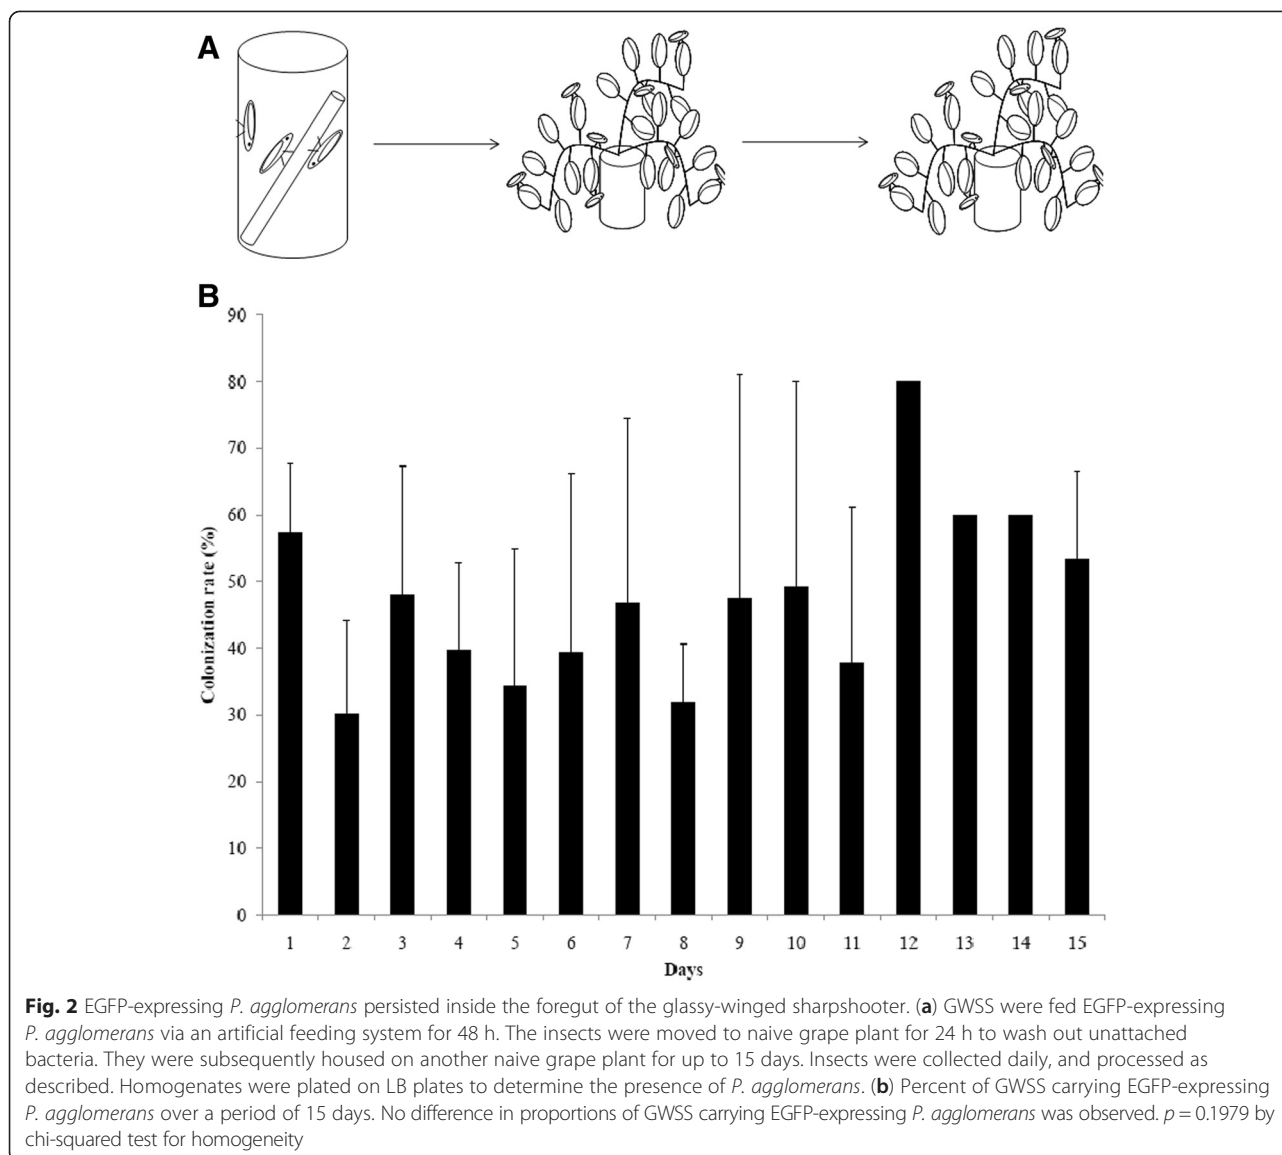 A
B
90
80
70
60
50
40
30
20
10
0
Colonization rate (%)
1 2 3 4 5 6 7 8 9 10 11 12 13 14 15
Days
Fig. 2 EGFP-expressing P. agglomerans persisted inside the foregut of the glassy-winged sharpshooter. (a) GWSS were fed EGFP-expressing
P. agglomerans via an artificial feeding system for 48 h. The insects were moved to naive grape plant for 24 h to wash out unattached
bacteria. They were subsequently housed on another naive grape plant for up to 15 days. Insects were collected daily, and processed as
described. Homogenates were plated on LB plates to determine the presence of P. agglomerans. (b) Percent of GWSS carrying EGFP-expressing
P. agglomerans over a period of 15 days. No difference in proportions of GWSS carrying EGFP-expressing P. agglomerans was observed. p = 0.1979 by
chi-squared test for homogeneity